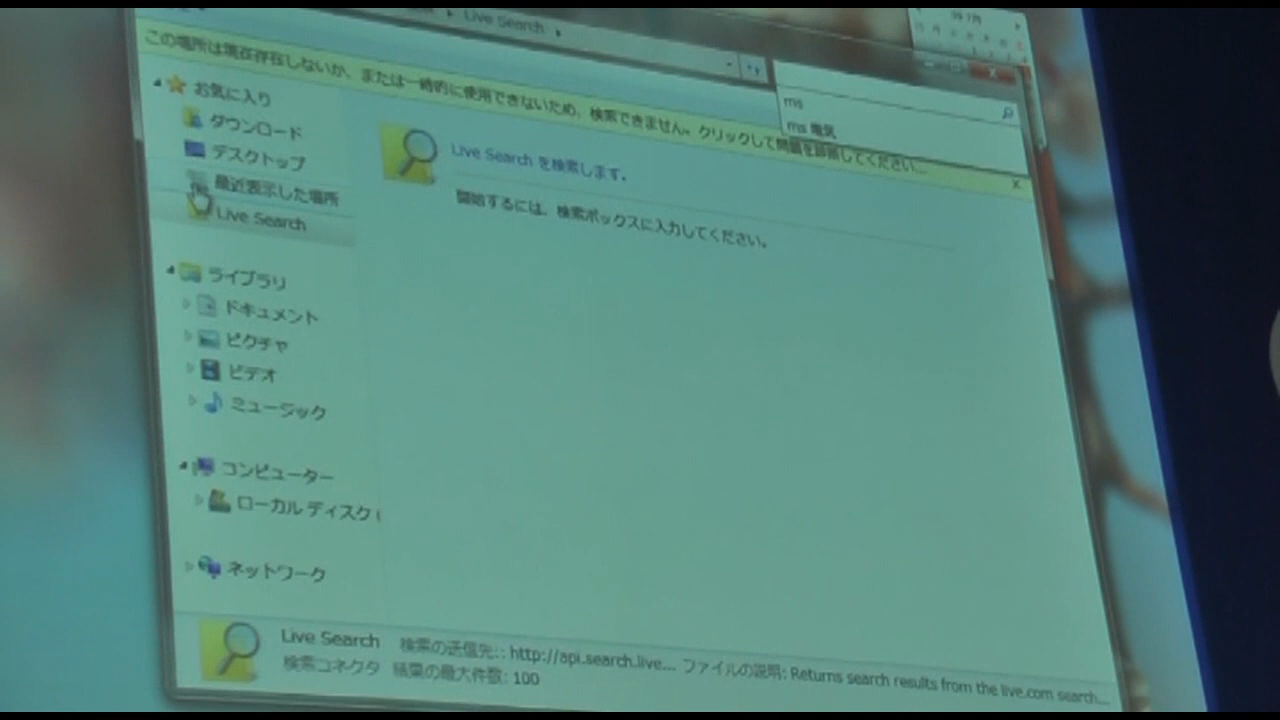 Live Search
ms
ms 電気
この場所は現在存在しないか、または一時的に使用できないため、検索できません。クリックして問題を診断してください...
お気に入り
ダウンロード
デスクトップ
最近表示した場所
Live Search
Live Search を検索します。
開始するには、検索ボックスに入力してください。
ライブラリ
ドキュメント
ピクチャ
ビデオ
ミュージック
コンピューター
ローカル ディスク (
ネットワーク
Live Search 検索の送信先:: http://api.search.live... ファイルの説明: Returns search results from the live.com search...
検索コネクタ 結果の最大件数: 100